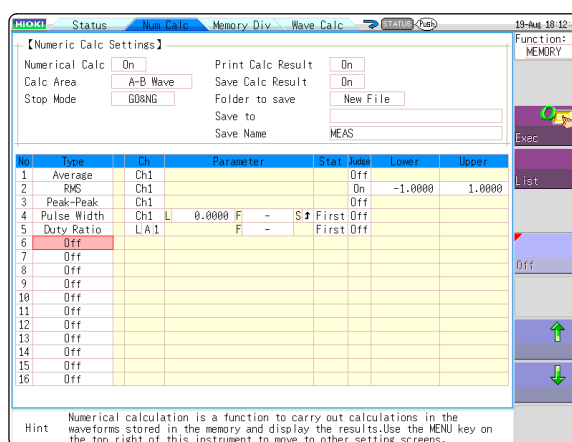 HIOKI Status Num Calc Memory Div Wave Calc STATUS Push 19-Aug 18:12:
Function:
MEMORY
【Numeric Calc Settings】
Numerical Calc On Print Calc Result On
Calc Area A-B Wave Save Calc Result On
Stop Mode GO&NG Folder to save New File
Save to
Save Name MEAS
Exec
List
Off
No Type Ch Parameter Stat Judge Lower Upper
1 Average Ch1 Off
2 RMS Ch1 On -1.0000 1.0000
3 Peak-Peak Ch1 Off
4 Pulse Width Ch1 L 0.0000 F - S First Off
5 Duty Ratio L A 1 F - First Off
6 Off
7 Off
8 Off
9 Off
10 Off
11 Off
12 Off
13 Off
14 Off
15 Off
16 Off
Hint Numerical calculation is a function to carry out calculations in the
waveforms stored in the memory and display the results.Use the MENU key on
the top right of this instrument to move to other setting screens.